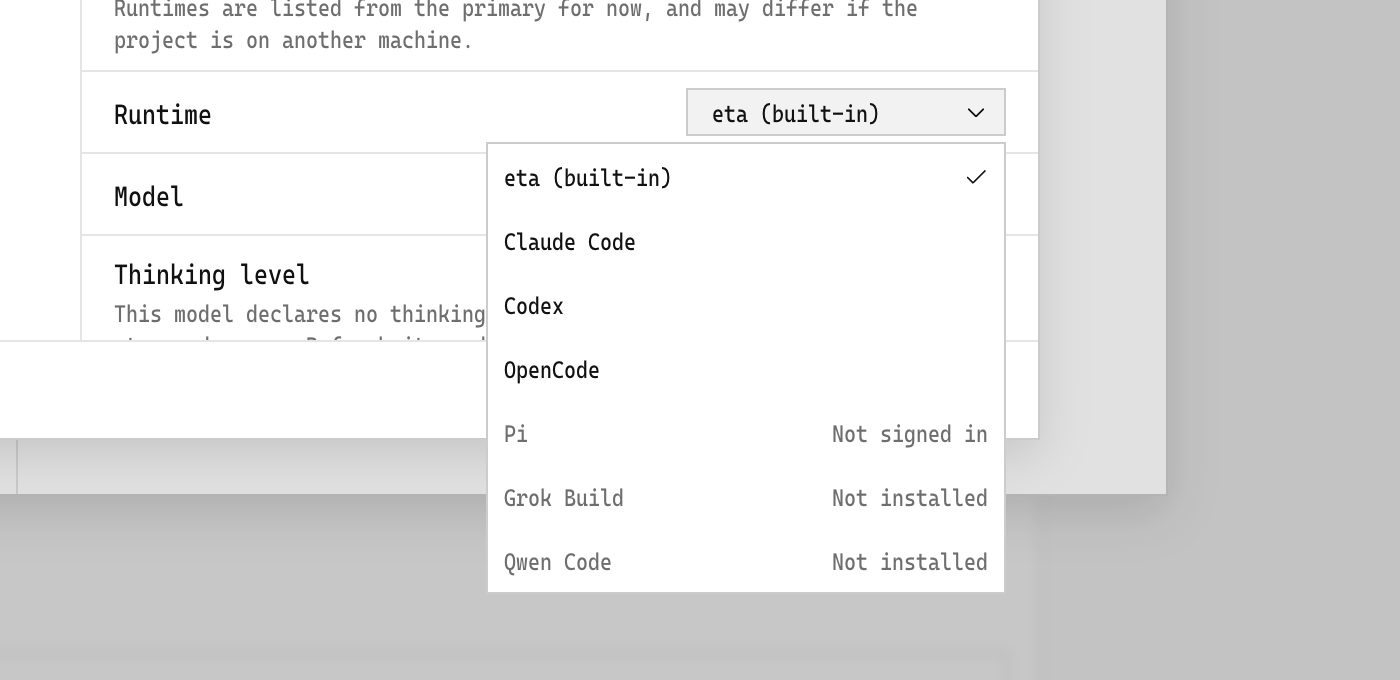 Runtimes are listed from the primary for now, and may differ if the
project is on another machine.
Runtime
eta (built-in)
Model
Thinking level
This model declares no thinking
eta (built-in)
Claude Code
Codex
OpenCode
Pi Not signed in
Grok Build Not installed
Qwen Code Not installed